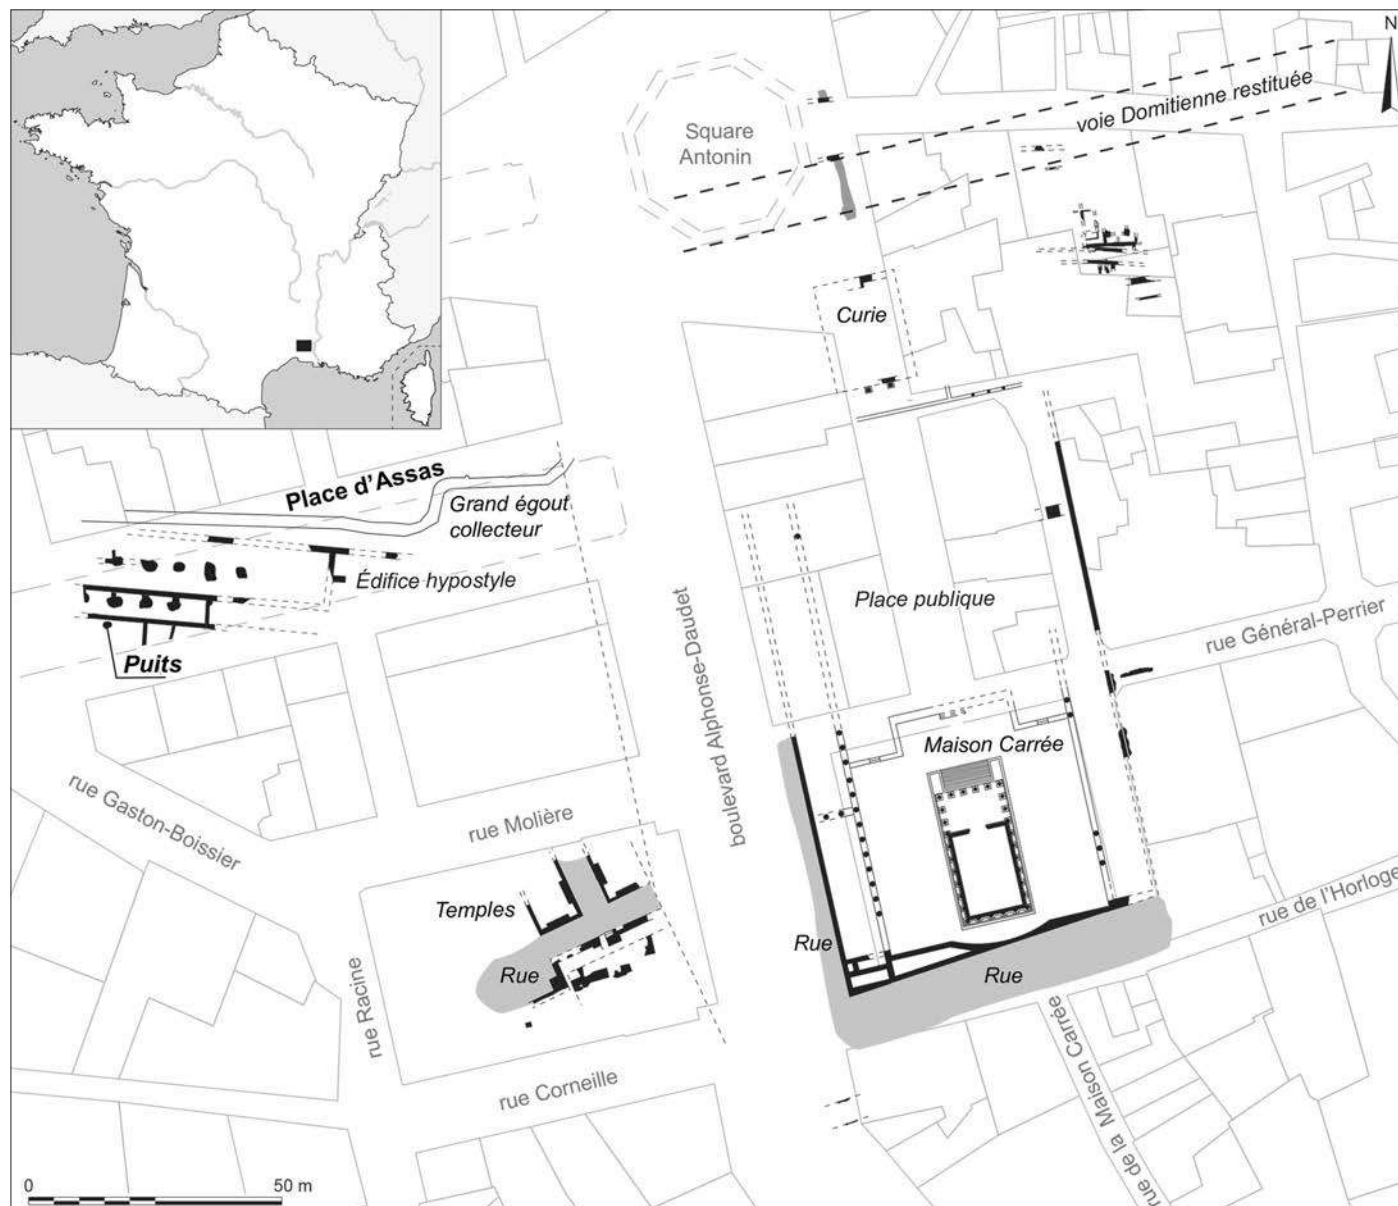 N
voie Domitienne restituée
Square
Antonin
Curie
Place d'Assas
Grand égout
collecteur
Édifice hypostyle
Puits
Place publique
boulevard Alphonse-Daudet
rue Général-Perrier
Maison Carrée
rue Gaston-Boissier
rue Molière
Temples
Rue
Rue
Rue
rue de l'Horloge
rue Racine
rue Corneille
rue de la Maison Carrée
0 50 m